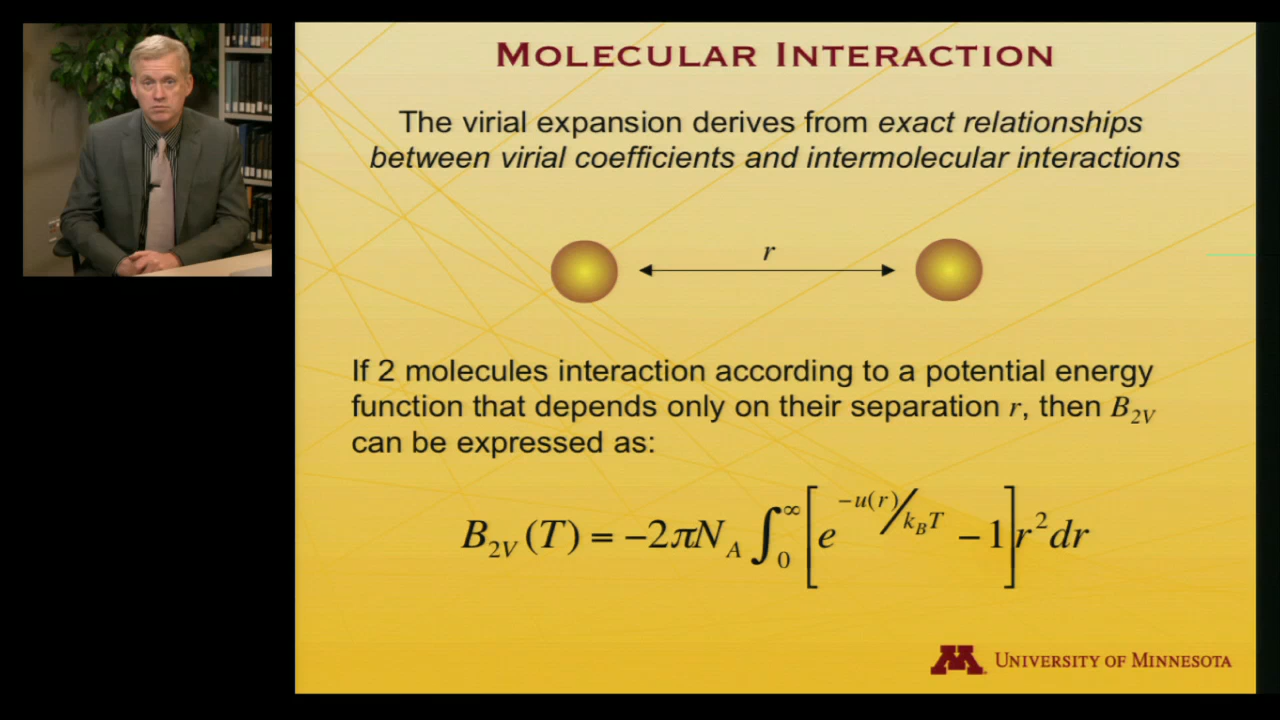 MOLECULAR INTERACTION
The virial expansion derives from exact relationships
between virial coefficients and intermolecular interactions
r
If 2 molecules interaction according to a potential energy
function that depends only on their separation r, then B₂V
can be expressed as:
B₂V(T) = −2πN_A ∫₀^∞ [e^(−u(r)/k_BT) − 1] r² dr
M UNIVERSITY OF MINNESOTA